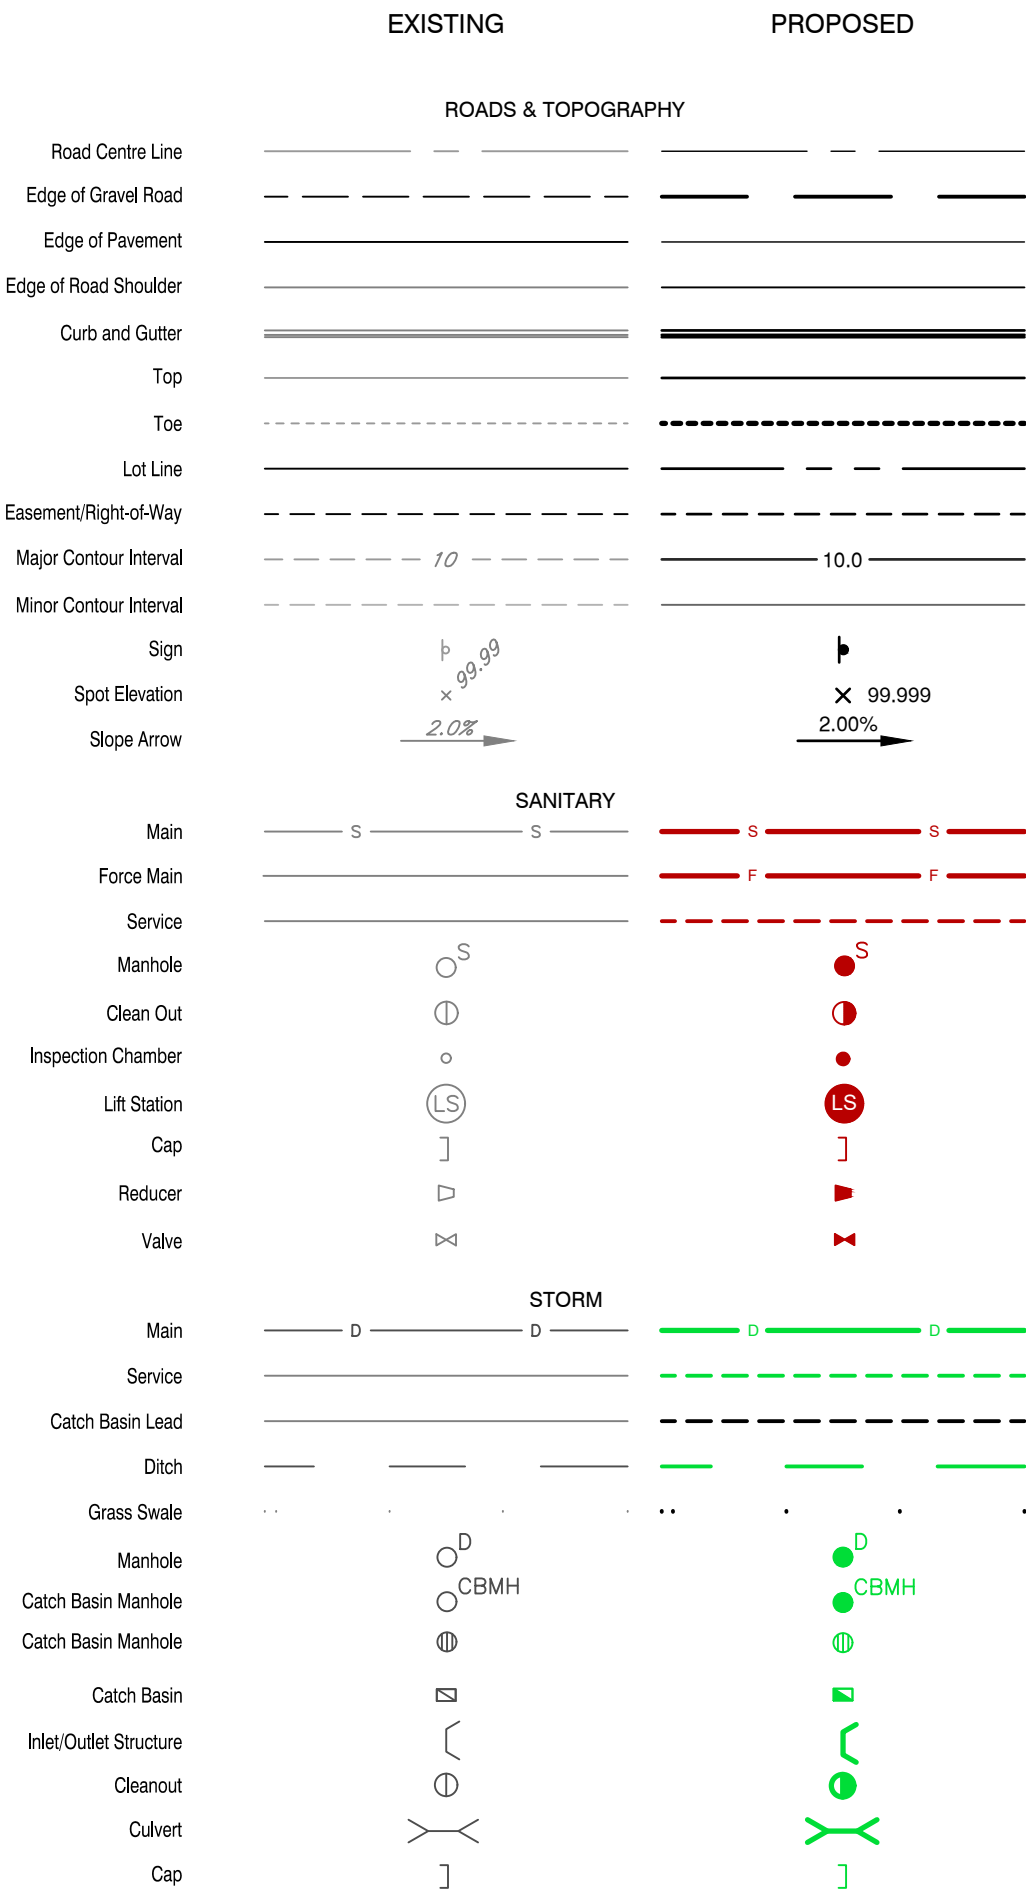 EXISTING PROPOSED
ROADS & TOPOGRAPHY
Road Centre Line
Edge of Gravel Road
Edge of Pavement
Edge of Road Shoulder
Curb and Gutter
Top
Toe
Lot Line
Easement/Right-of-Way
Major Contour Interval 10 10.0
Minor Contour Interval
Sign
Spot Elevation 99.99 99.999
Slope Arrow 2.0% 2.00%
SANITARY
Main S S S S
Force Main F F
Service
Manhole S S
Clean Out
Inspection Chamber
Lift Station LS LS
Cap
Reducer
Valve
STORM
Main D D D D
Service
Catch Basin Lead
Ditch
Grass Swale
Manhole D D
Catch Basin Manhole CBMH CBMH
Catch Basin Manhole
Catch Basin
Inlet/Outlet Structure
Cleanout
Culvert
Cap